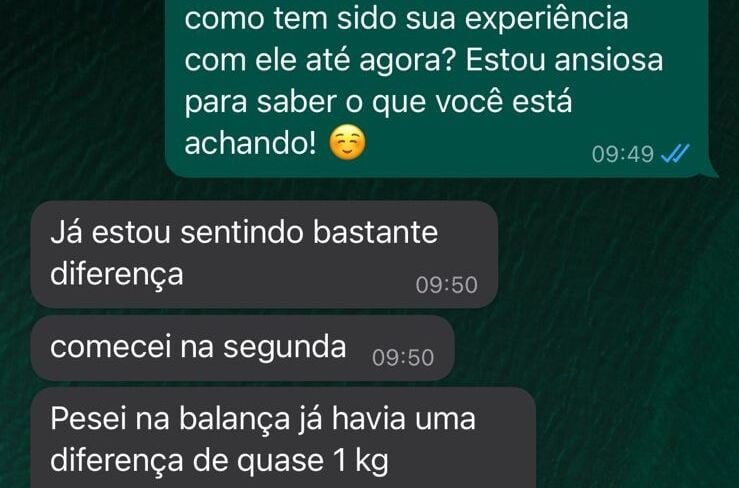 como tem sido sua experiência
com ele até agora? Estou ansiosa
para saber o que você está
achando! ☺️
09:49
Já estou sentindo bastante
diferença
09:50
comecei na segunda 09:50
Pesei na balança já havia uma
diferença de quase 1 kg